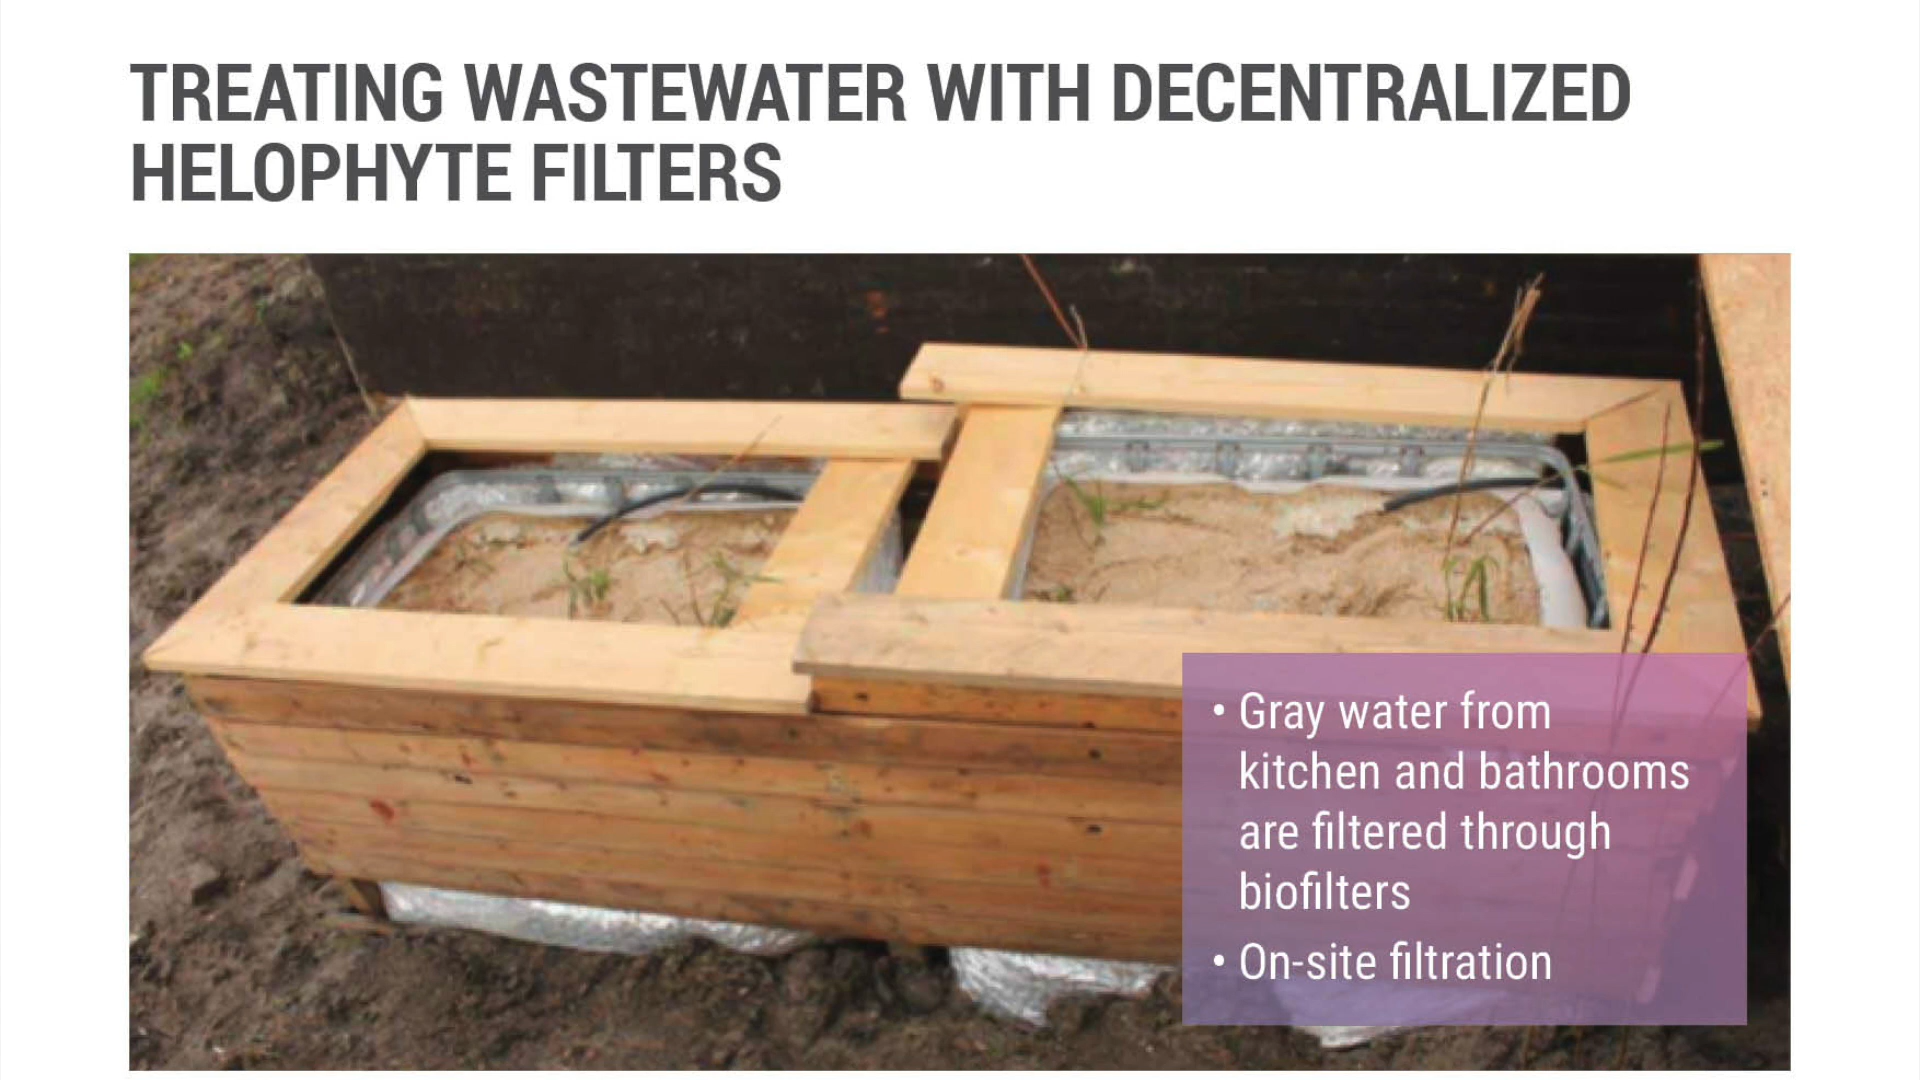 TREATING WASTEWATER WITH DECENTRALIZED
HELOPHYTE FILTERS
• Gray water from
kitchen and bathrooms
are filtered through
biofilters
• On-site filtration